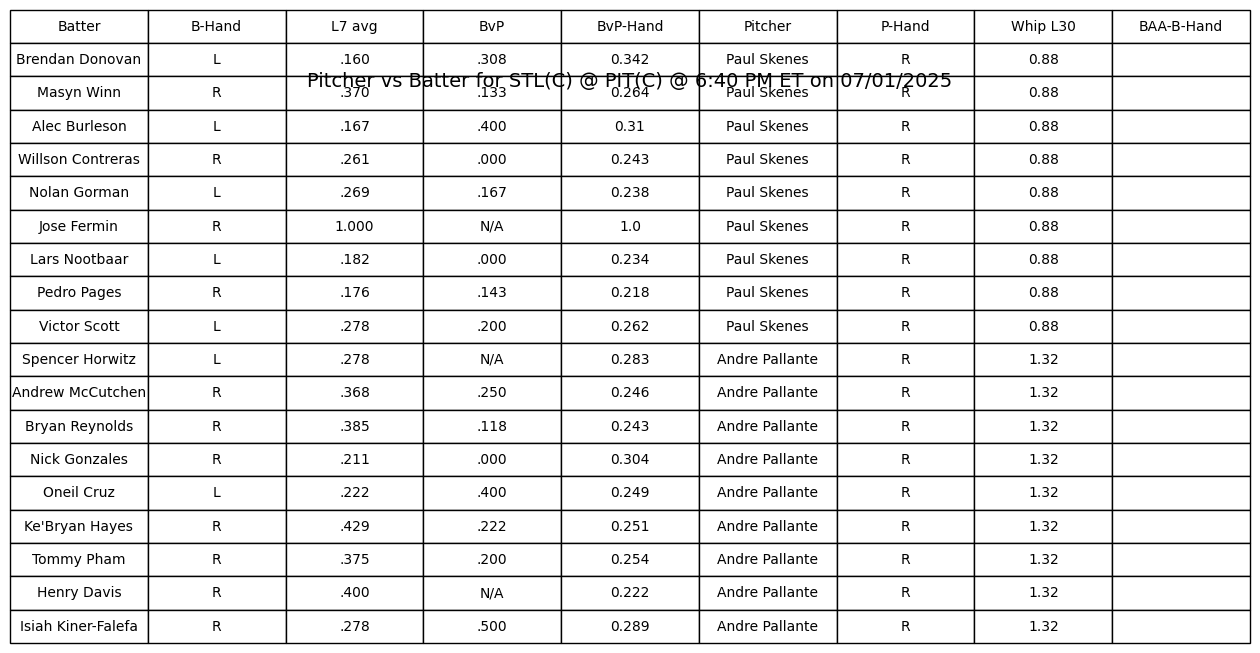 Batter B-Hand L7 avg BvP BvP-Hand Pitcher P-Hand Whip L30 BAA-B-Hand
Brendan Donovan L .160 .308 0.342 Paul Skenes R 0.88
Pitcher vs Batter for STL(C) @ PIT(C) @ 6:40 PM ET on 07/01/2025
Masyn Winn R .370 .133 0.264 Paul Skenes R 0.88
Alec Burleson L .167 .400 0.31 Paul Skenes R 0.88
Willson Contreras R .261 .000 0.243 Paul Skenes R 0.88
Nolan Gorman L .269 .167 0.238 Paul Skenes R 0.88
Jose Fermin R 1.000 N/A 1.0 Paul Skenes R 0.88
Lars Nootbaar L .182 .000 0.234 Paul Skenes R 0.88
Pedro Pages R .176 .143 0.218 Paul Skenes R 0.88
Victor Scott L .278 .200 0.262 Paul Skenes R 0.88
Spencer Horwitz L .278 N/A 0.283 Andre Pallante R 1.32
Andrew McCutchen R .368 .250 0.246 Andre Pallante R 1.32
Bryan Reynolds R .385 .118 0.243 Andre Pallante R 1.32
Nick Gonzales R .211 .000 0.304 Andre Pallante R 1.32
Oneil Cruz L .222 .400 0.249 Andre Pallante R 1.32
Ke'Bryan Hayes R .429 .222 0.251 Andre Pallante R 1.32
Tommy Pham R .375 .200 0.254 Andre Pallante R 1.32
Henry Davis R .400 N/A 0.222 Andre Pallante R 1.32
Isiah Kiner-Falefa R .278 .500 0.289 Andre Pallante R 1.32